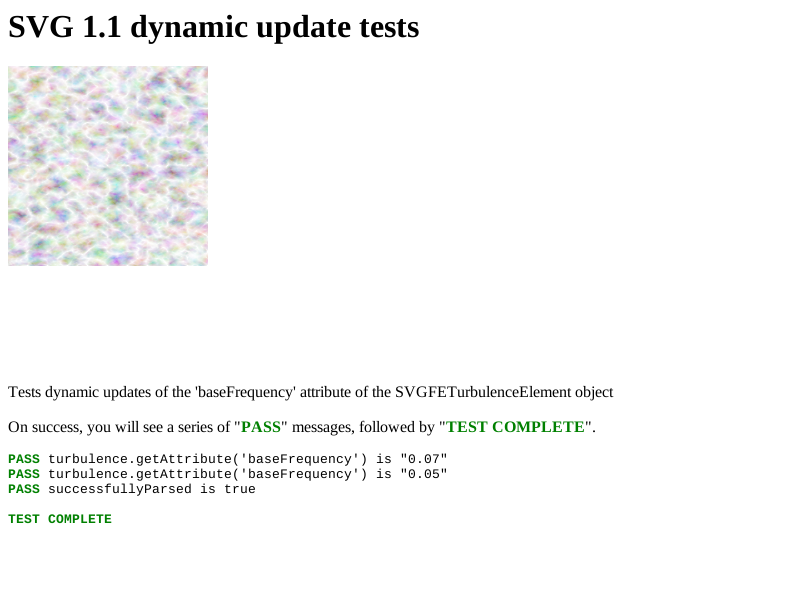 SVG 1.1 dynamic update tests
Tests dynamic updates of the 'baseFrequency' attribute of the SVGFETurbulenceElement object
On success, you will see a series of "PASS" messages, followed by "TEST COMPLETE".
PASS turbulence.getAttribute('baseFrequency') is "0.07"
PASS turbulence.getAttribute('baseFrequency') is "0.05"
PASS successfullyParsed is true
TEST COMPLETE